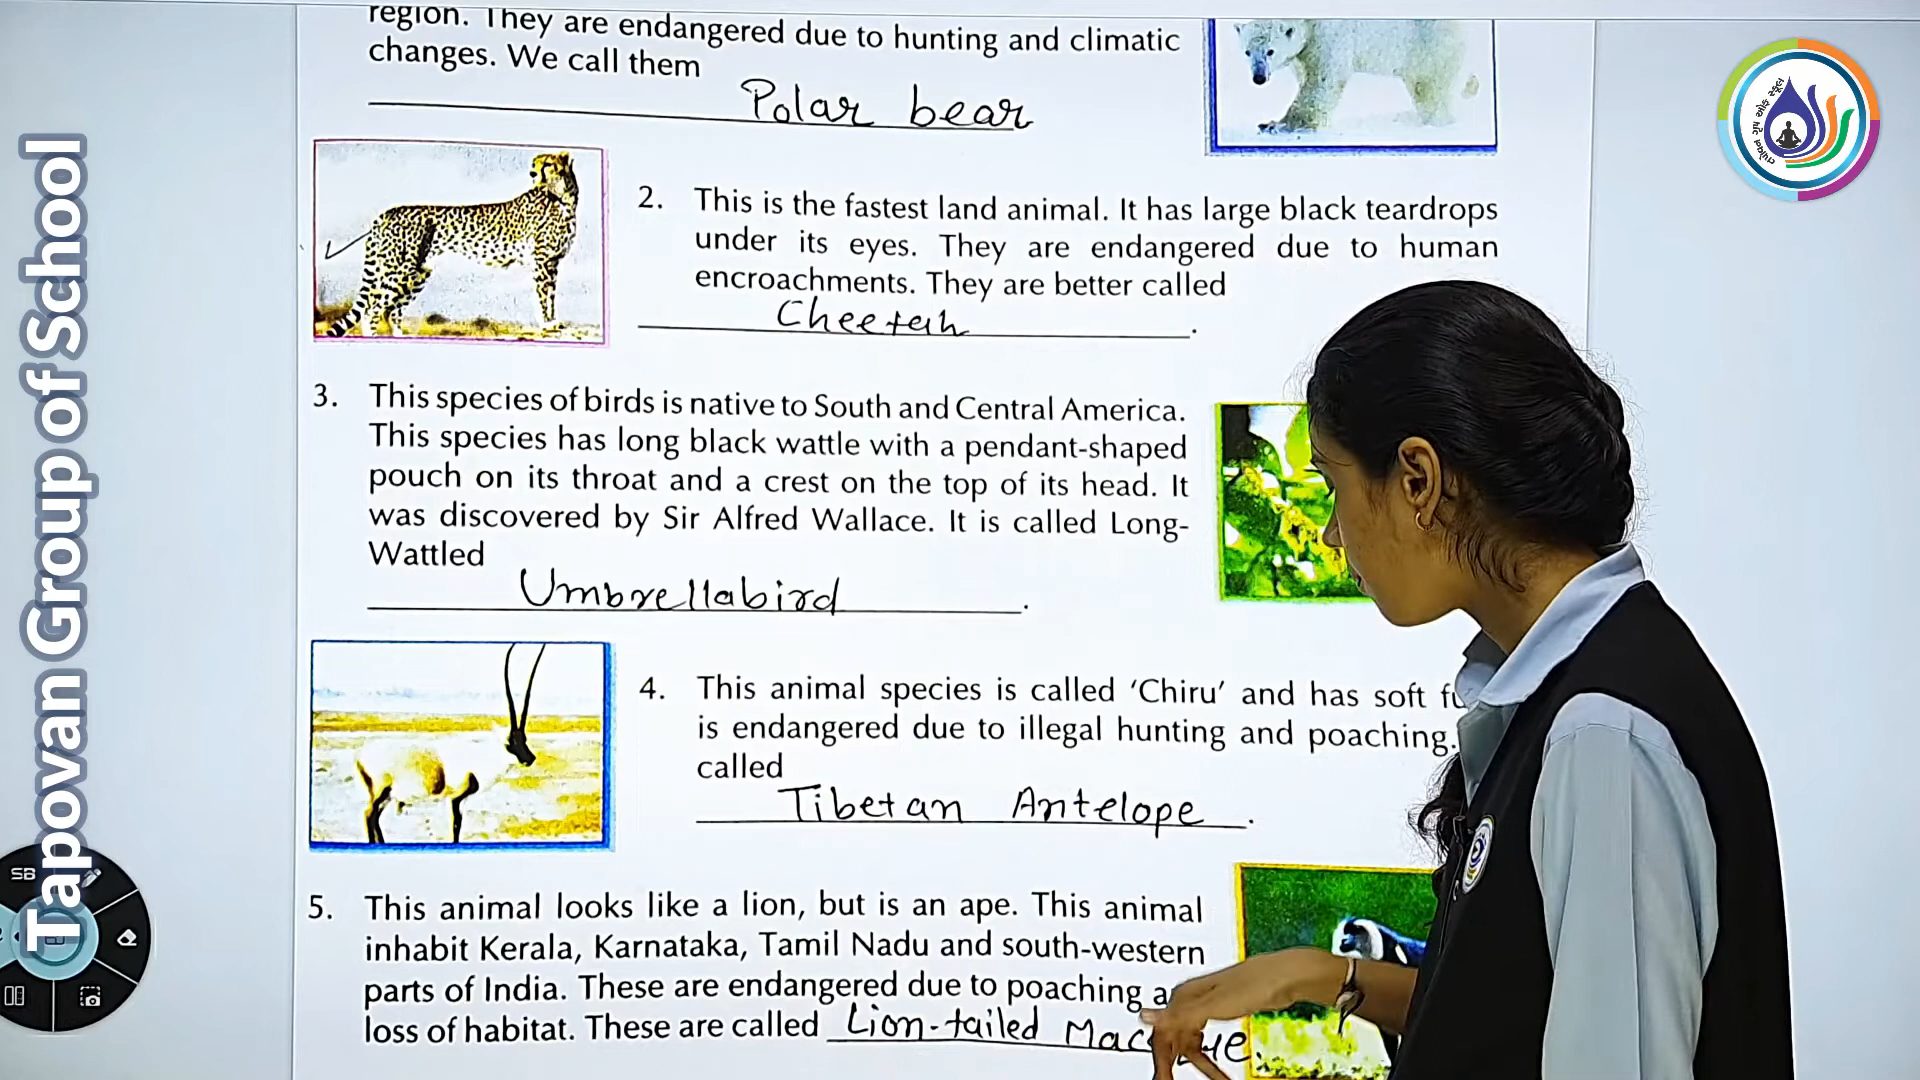 region. They are endangered due to hunting and climatic
changes. We call them
Polar bear
2. This is the fastest land animal. It has large black teardrops
under its eyes. They are endangered due to human
encroachments. They are better called
Cheetah.
3. This species of birds is native to South and Central America.
This species has long black wattle with a pendant-shaped
pouch on its throat and a crest on the top of its head. It
was discovered by Sir Alfred Wallace. It is called Long-
Wattled
Umbrellabird.
4. This animal species is called ‘Chiru’ and has soft
is endangered due to illegal hunting and poaching.
called
Tibetan Antelope.
5. This animal looks like a lion, but is an ape. This animal
inhabit Kerala, Karnataka, Tamil Nadu and south-western
parts of India. These are endangered due to poaching
loss of habitat. These are called Lion-tailed
Tapovan Group of School
SB